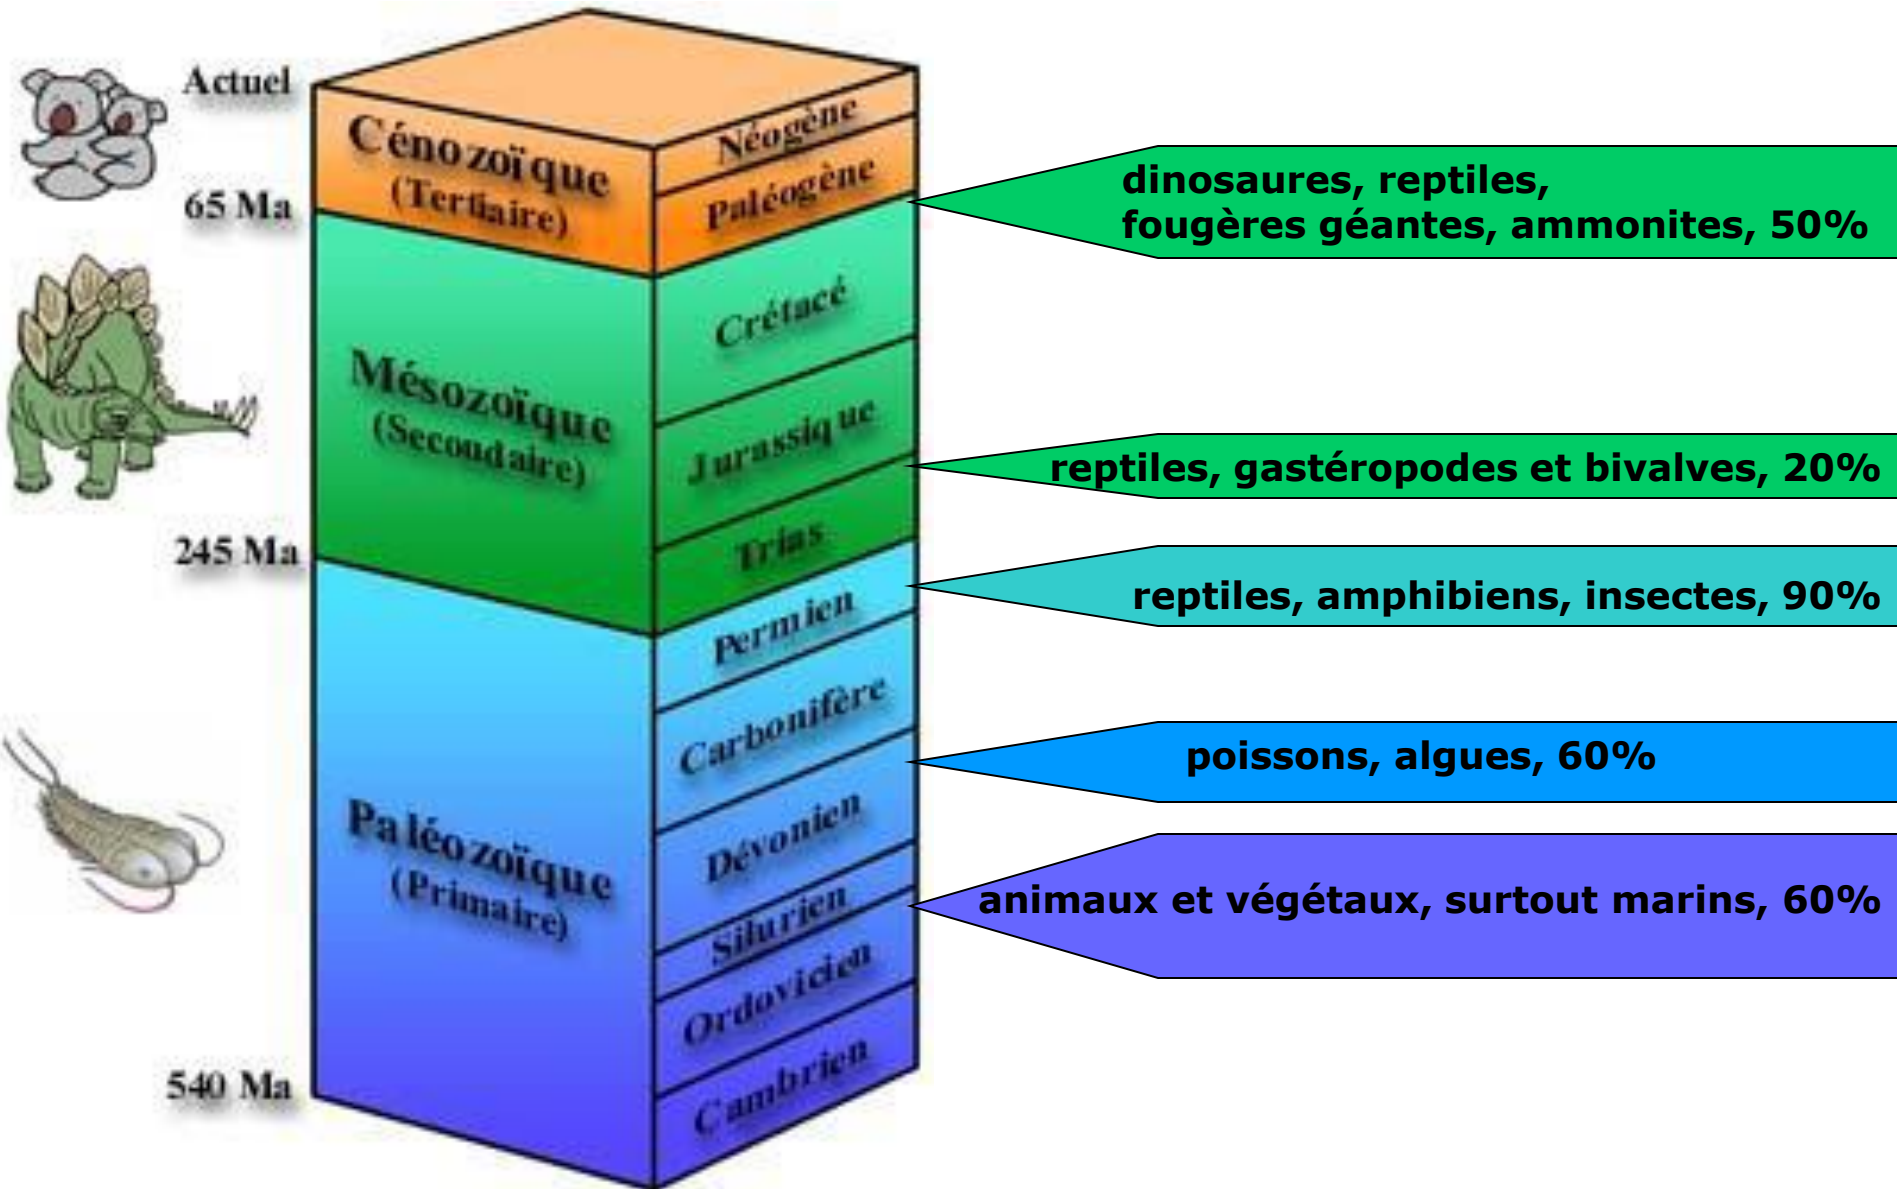 Actuel
65 Ma
245 Ma
540 Ma
Cénozoïque
(Tertiaire)
Mésozoïque
(Secondaire)
Paléozoïque
(Primaire)
Néogène
Paléogène
Crétacé
Jurassique
Trias
Permien
Carbonifère
Dévonien
Silurien
Ordovicien
Cambrien
dinosaures, reptiles,
fougères géantes, ammonites, 50%
reptiles, gastéropodes et bivalves, 20%
reptiles, amphibiens, insectes, 90%
poissons, algues, 60%
animaux et végétaux, surtout marins, 60%